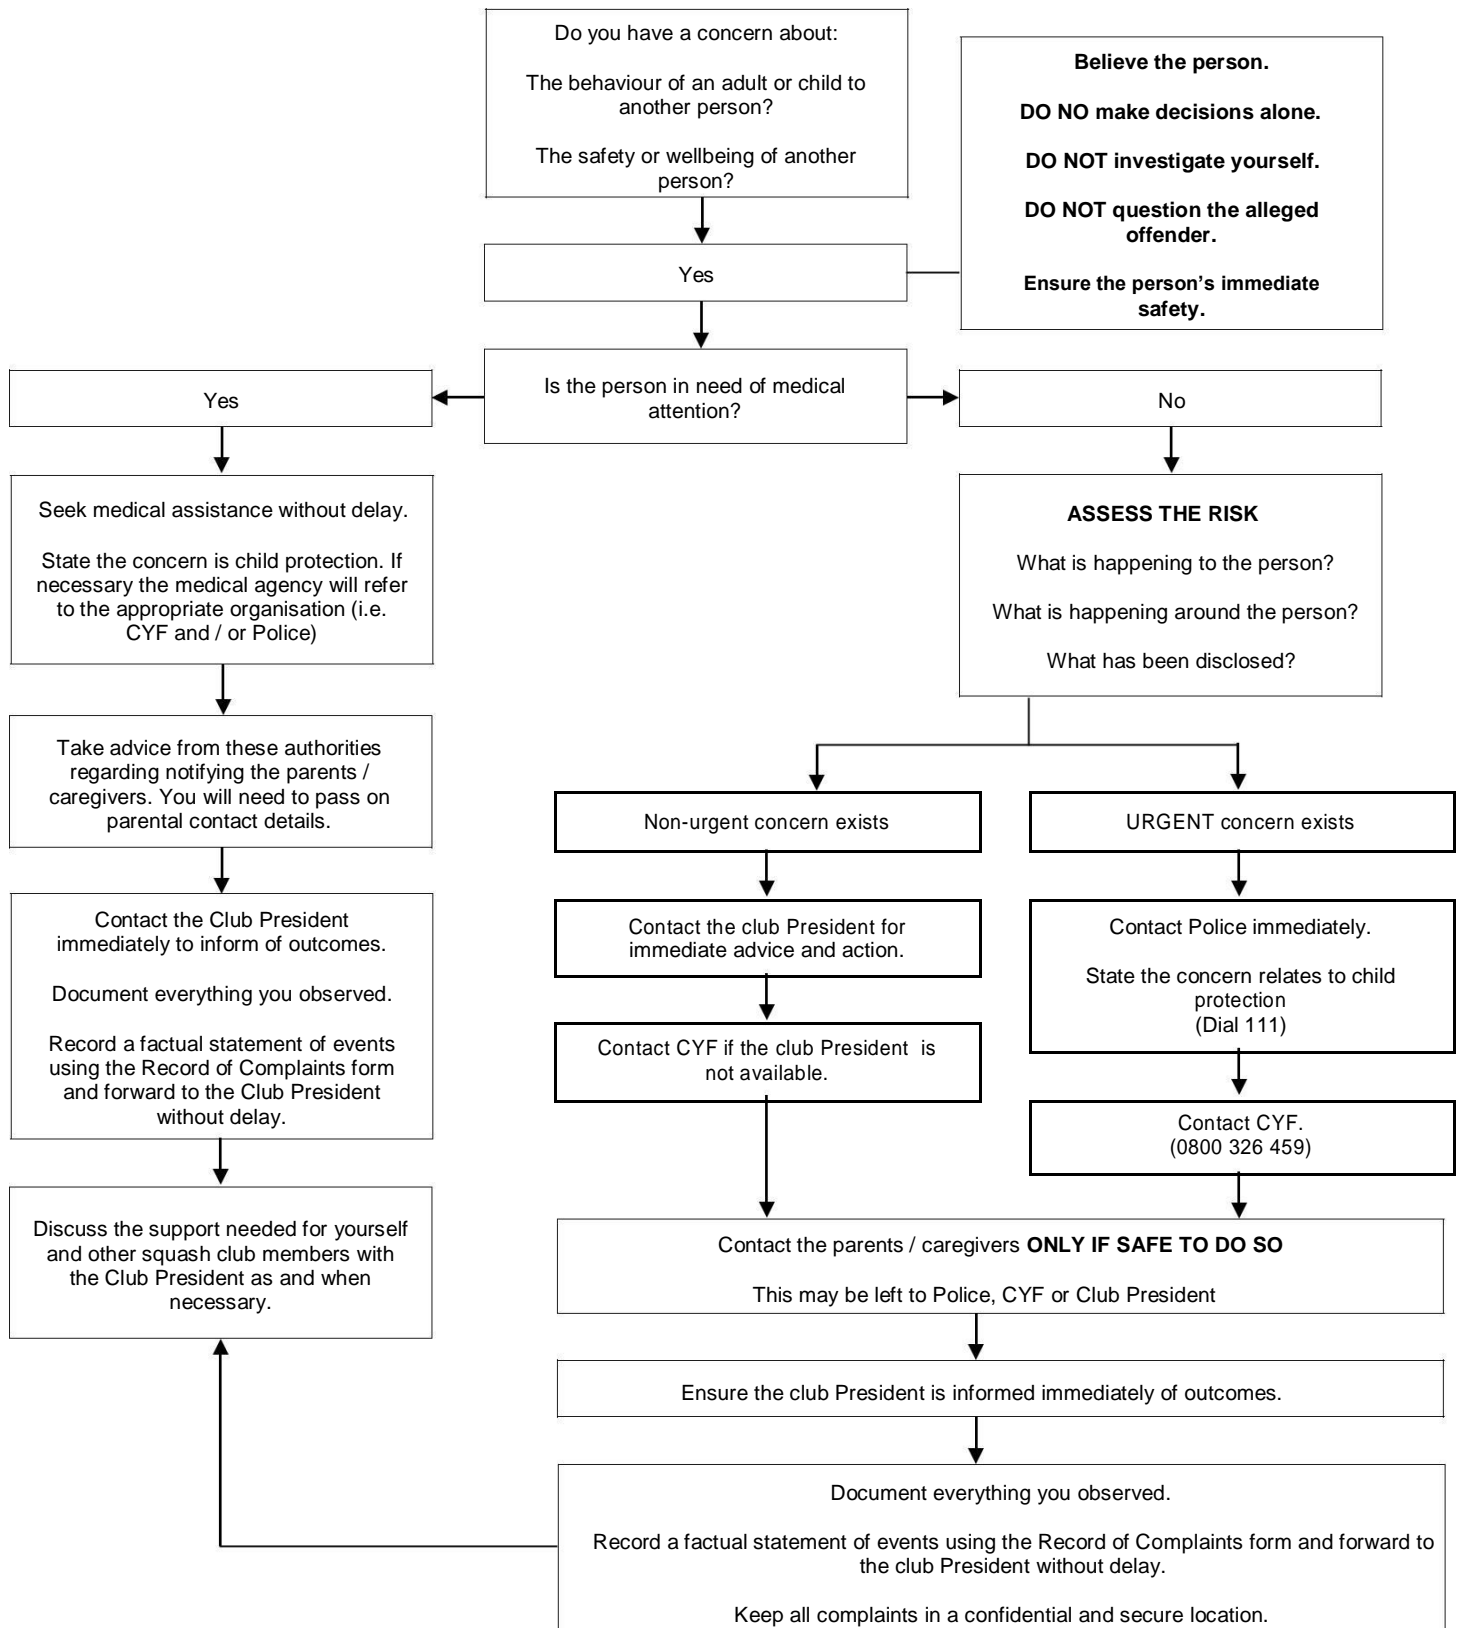 Do you have a concern about:
The behaviour of an adult or child to
another person?
The safety or wellbeing of another
person?
Believe the person.
DO NO make decisions alone.
DO NOT investigate yourself.
DO NOT question the alleged
offender.
Ensure the person’s immediate
safety.
Yes
Is the person in need of medical
attention?
Yes
No
Seek medical assistance without delay.
State the concern is child protection. If
necessary the medical agency will refer
to the appropriate organisation (i.e.
CYF and / or Police)
ASSESS THE RISK
What is happening to the person?
What is happening around the person?
What has been disclosed?
Take advice from these authorities
regarding notifying the parents /
caregivers. You will need to pass on
parental contact details.
Non-urgent concern exists
URGENT concern exists
Contact the Club President
immediately to inform of outcomes.
Document everything you observed.
Record a factual statement of events
using the Record of Complaints form
and forward to the Club President
without delay.
Contact the club President for
immediate advice and action.
Contact Police immediately.
State the concern relates to child
protection
(Dial 111)
Contact CYF if the club President is
not available.
Contact CYF.
(0800 326 459)
Discuss the support needed for yourself
and other squash club members with
the Club President as and when
necessary.
Contact the parents / caregivers ONLY IF SAFE TO DO SO
This may be left to Police, CYF or Club President
Ensure the club President is informed immediately of outcomes.
Document everything you observed.
Record a factual statement of events using the Record of Complaints form and forward to
the club President without delay.
Keep all complaints in a confidential and secure location.